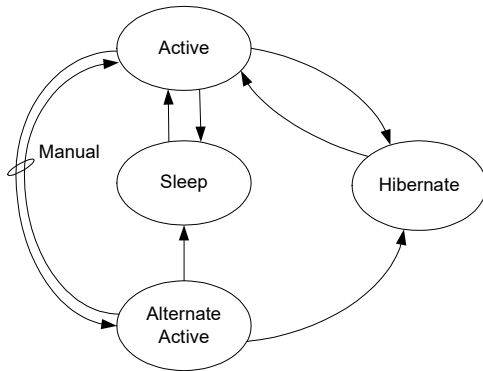 Active
Manual
Sleep
Hibernate
Alternate
Active